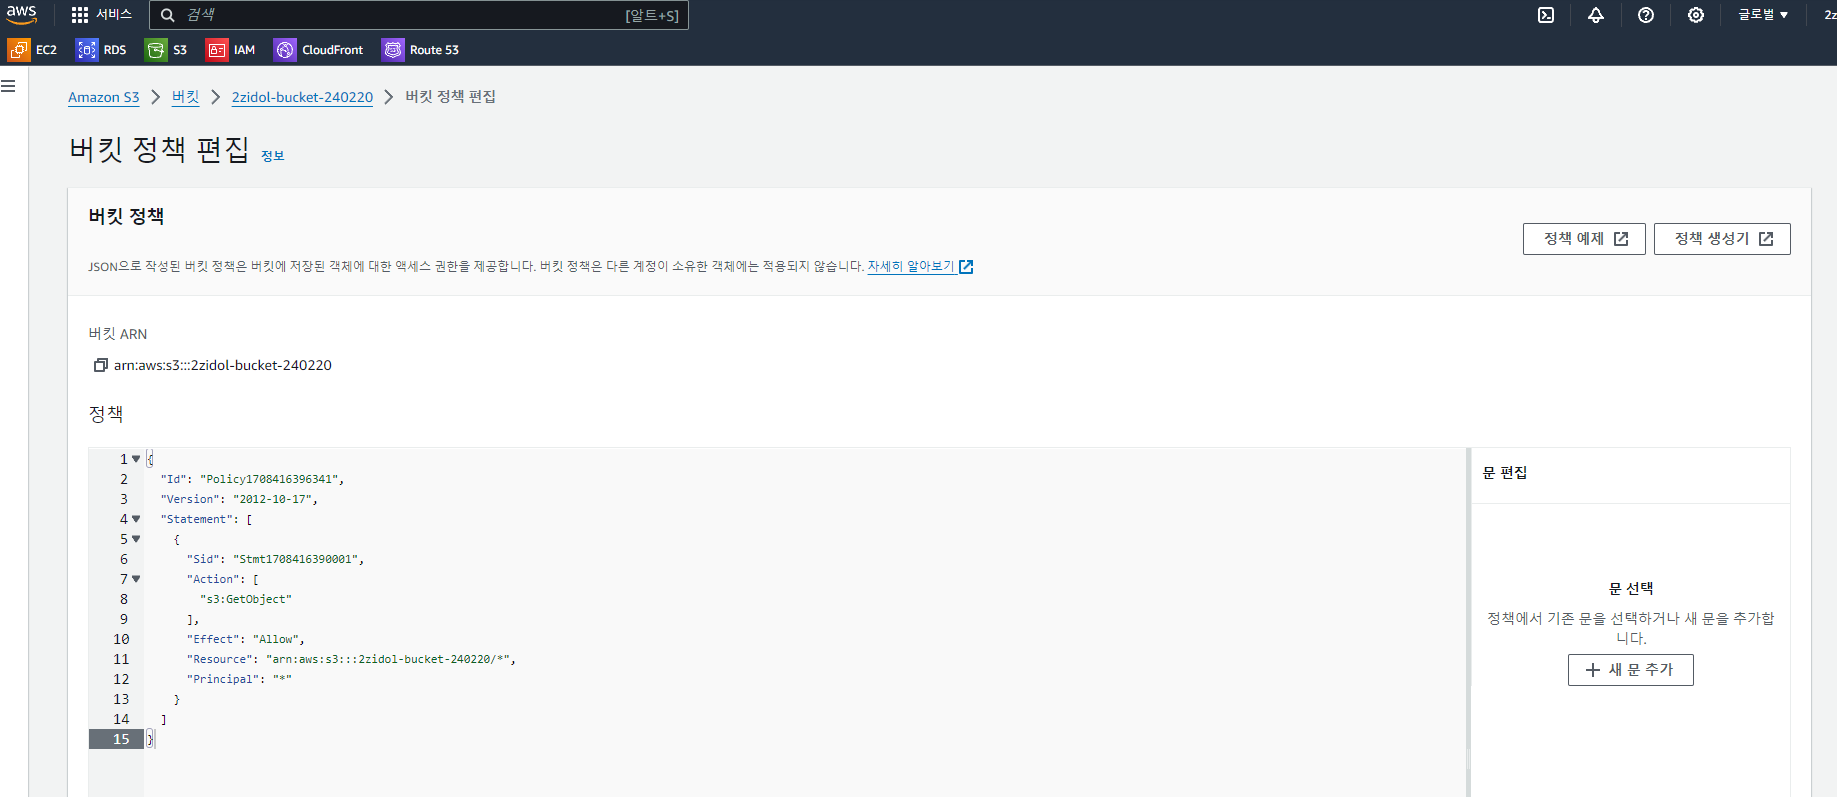 aws
서비스
검색
[알트+S]
글로벌 ▼
2z
EC2
RDS
S3
IAM
CloudFront
Route 53
Amazon S3 > 버킷 > 2zidol-bucket-240220 > 버킷 정책 편집
버킷 정책 편집 정보
버킷 정책
정책 예제
정책 생성기
JSON으로 작성된 버킷 정책은 버킷에 저장된 객체에 대한 액세스 권한을 제공합니다. 버킷 정책은 다른 계정이 소유한 객체에는 적용되지 않습니다. 자세히 알아보기
버킷 ARN
arn:aws:s3:::2zidol-bucket-240220
정책
1 {
2 "Id": "Policy1708416396341",
3 "Version": "2012-10-17",
4 "Statement": [
5 {
6 "Sid": "Stmt1708416390001",
7 "Action": [
8 "s3:GetObject"
9 ],
10 "Effect": "Allow",
11 "Resource": "arn:aws:s3:::2zidol-bucket-240220/*",
12 "Principal": "*"
13 }
14 ]
15 }
문 편집
문 선택
정책에서 기존 문을 선택하거나 새 문을 추가합
니다.
+ 새 문 추가